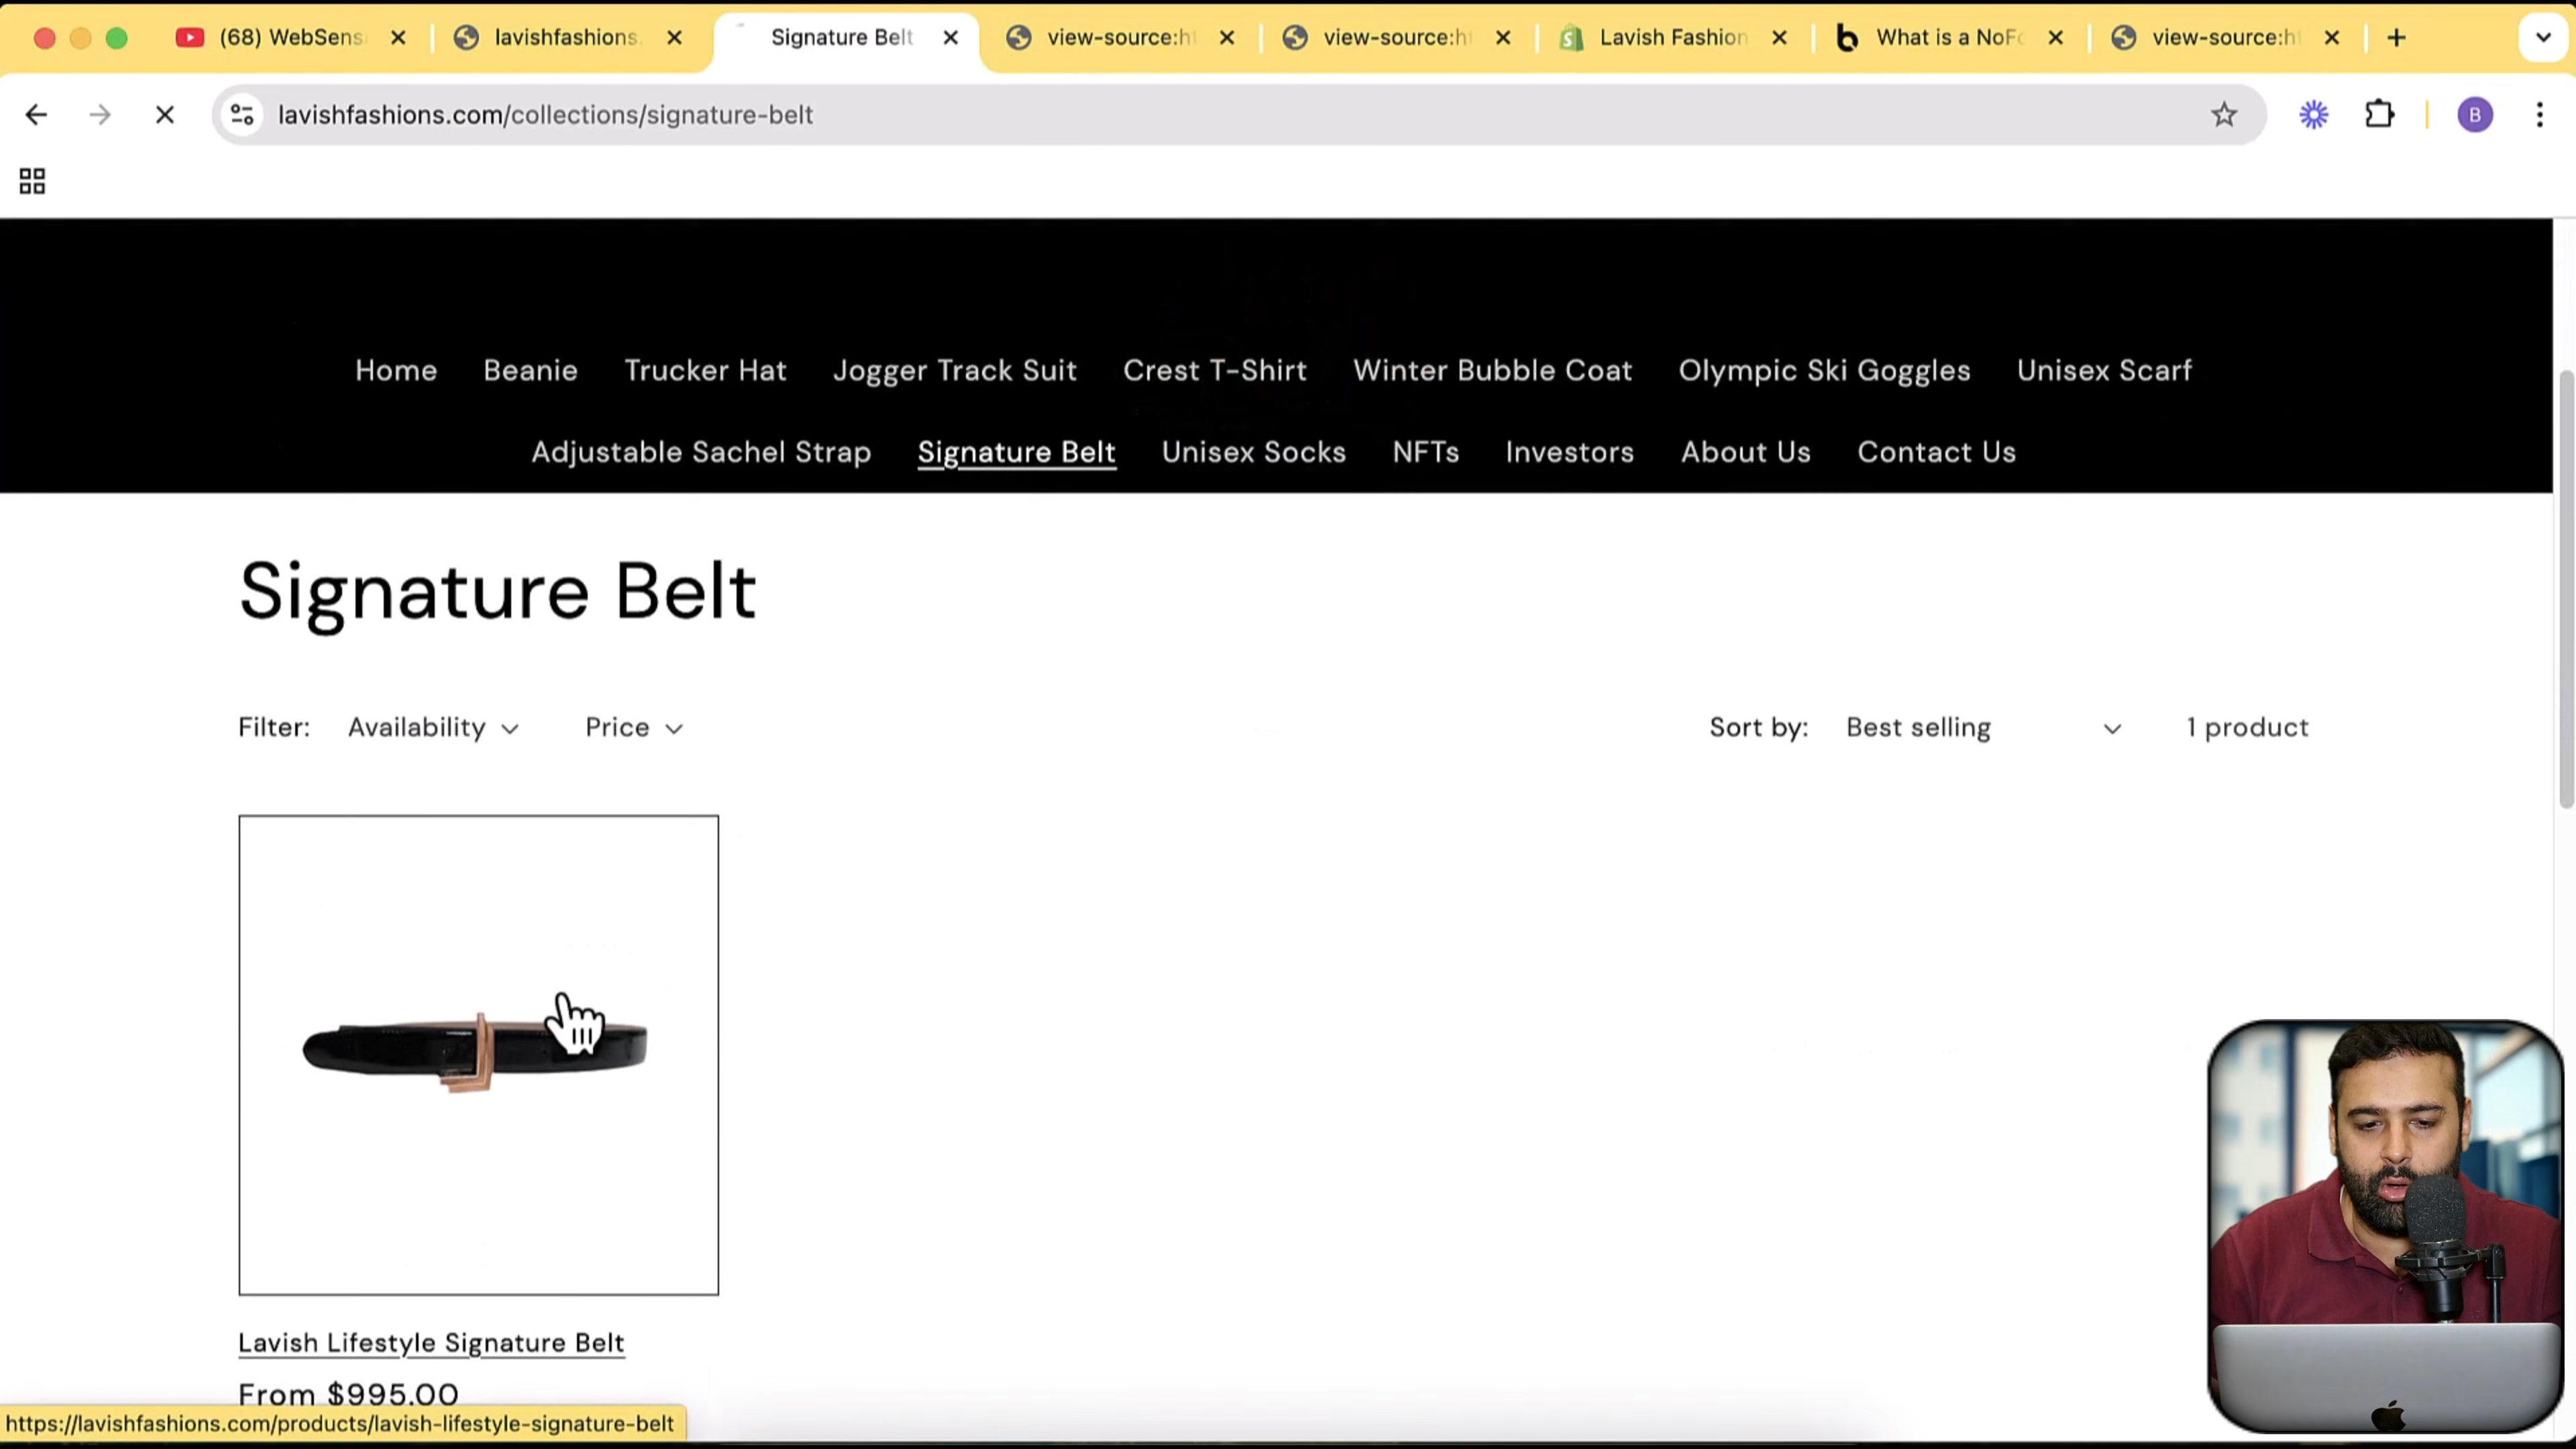 (68) WebSens
lavishfashions.
Signature Belt
view-source:ht
view-source:ht
Lavish Fashion
What is a NoFo
view-source:ht
lavishfashions.com/collections/signature-belt
B
Home Beanie Trucker Hat Jogger Track Suit Crest T-Shirt Winter Bubble Coat Olympic Ski Goggles Unisex Scarf
Adjustable Sachel Strap Signature Belt Unisex Socks NFTs Investors About Us Contact Us
Signature Belt
Filter: Availability Price Sort by: Best selling 1 product
Lavish Lifestyle Signature Belt
From $995.00
https://lavishfashions.com/products/lavish-lifestyle-signature-belt